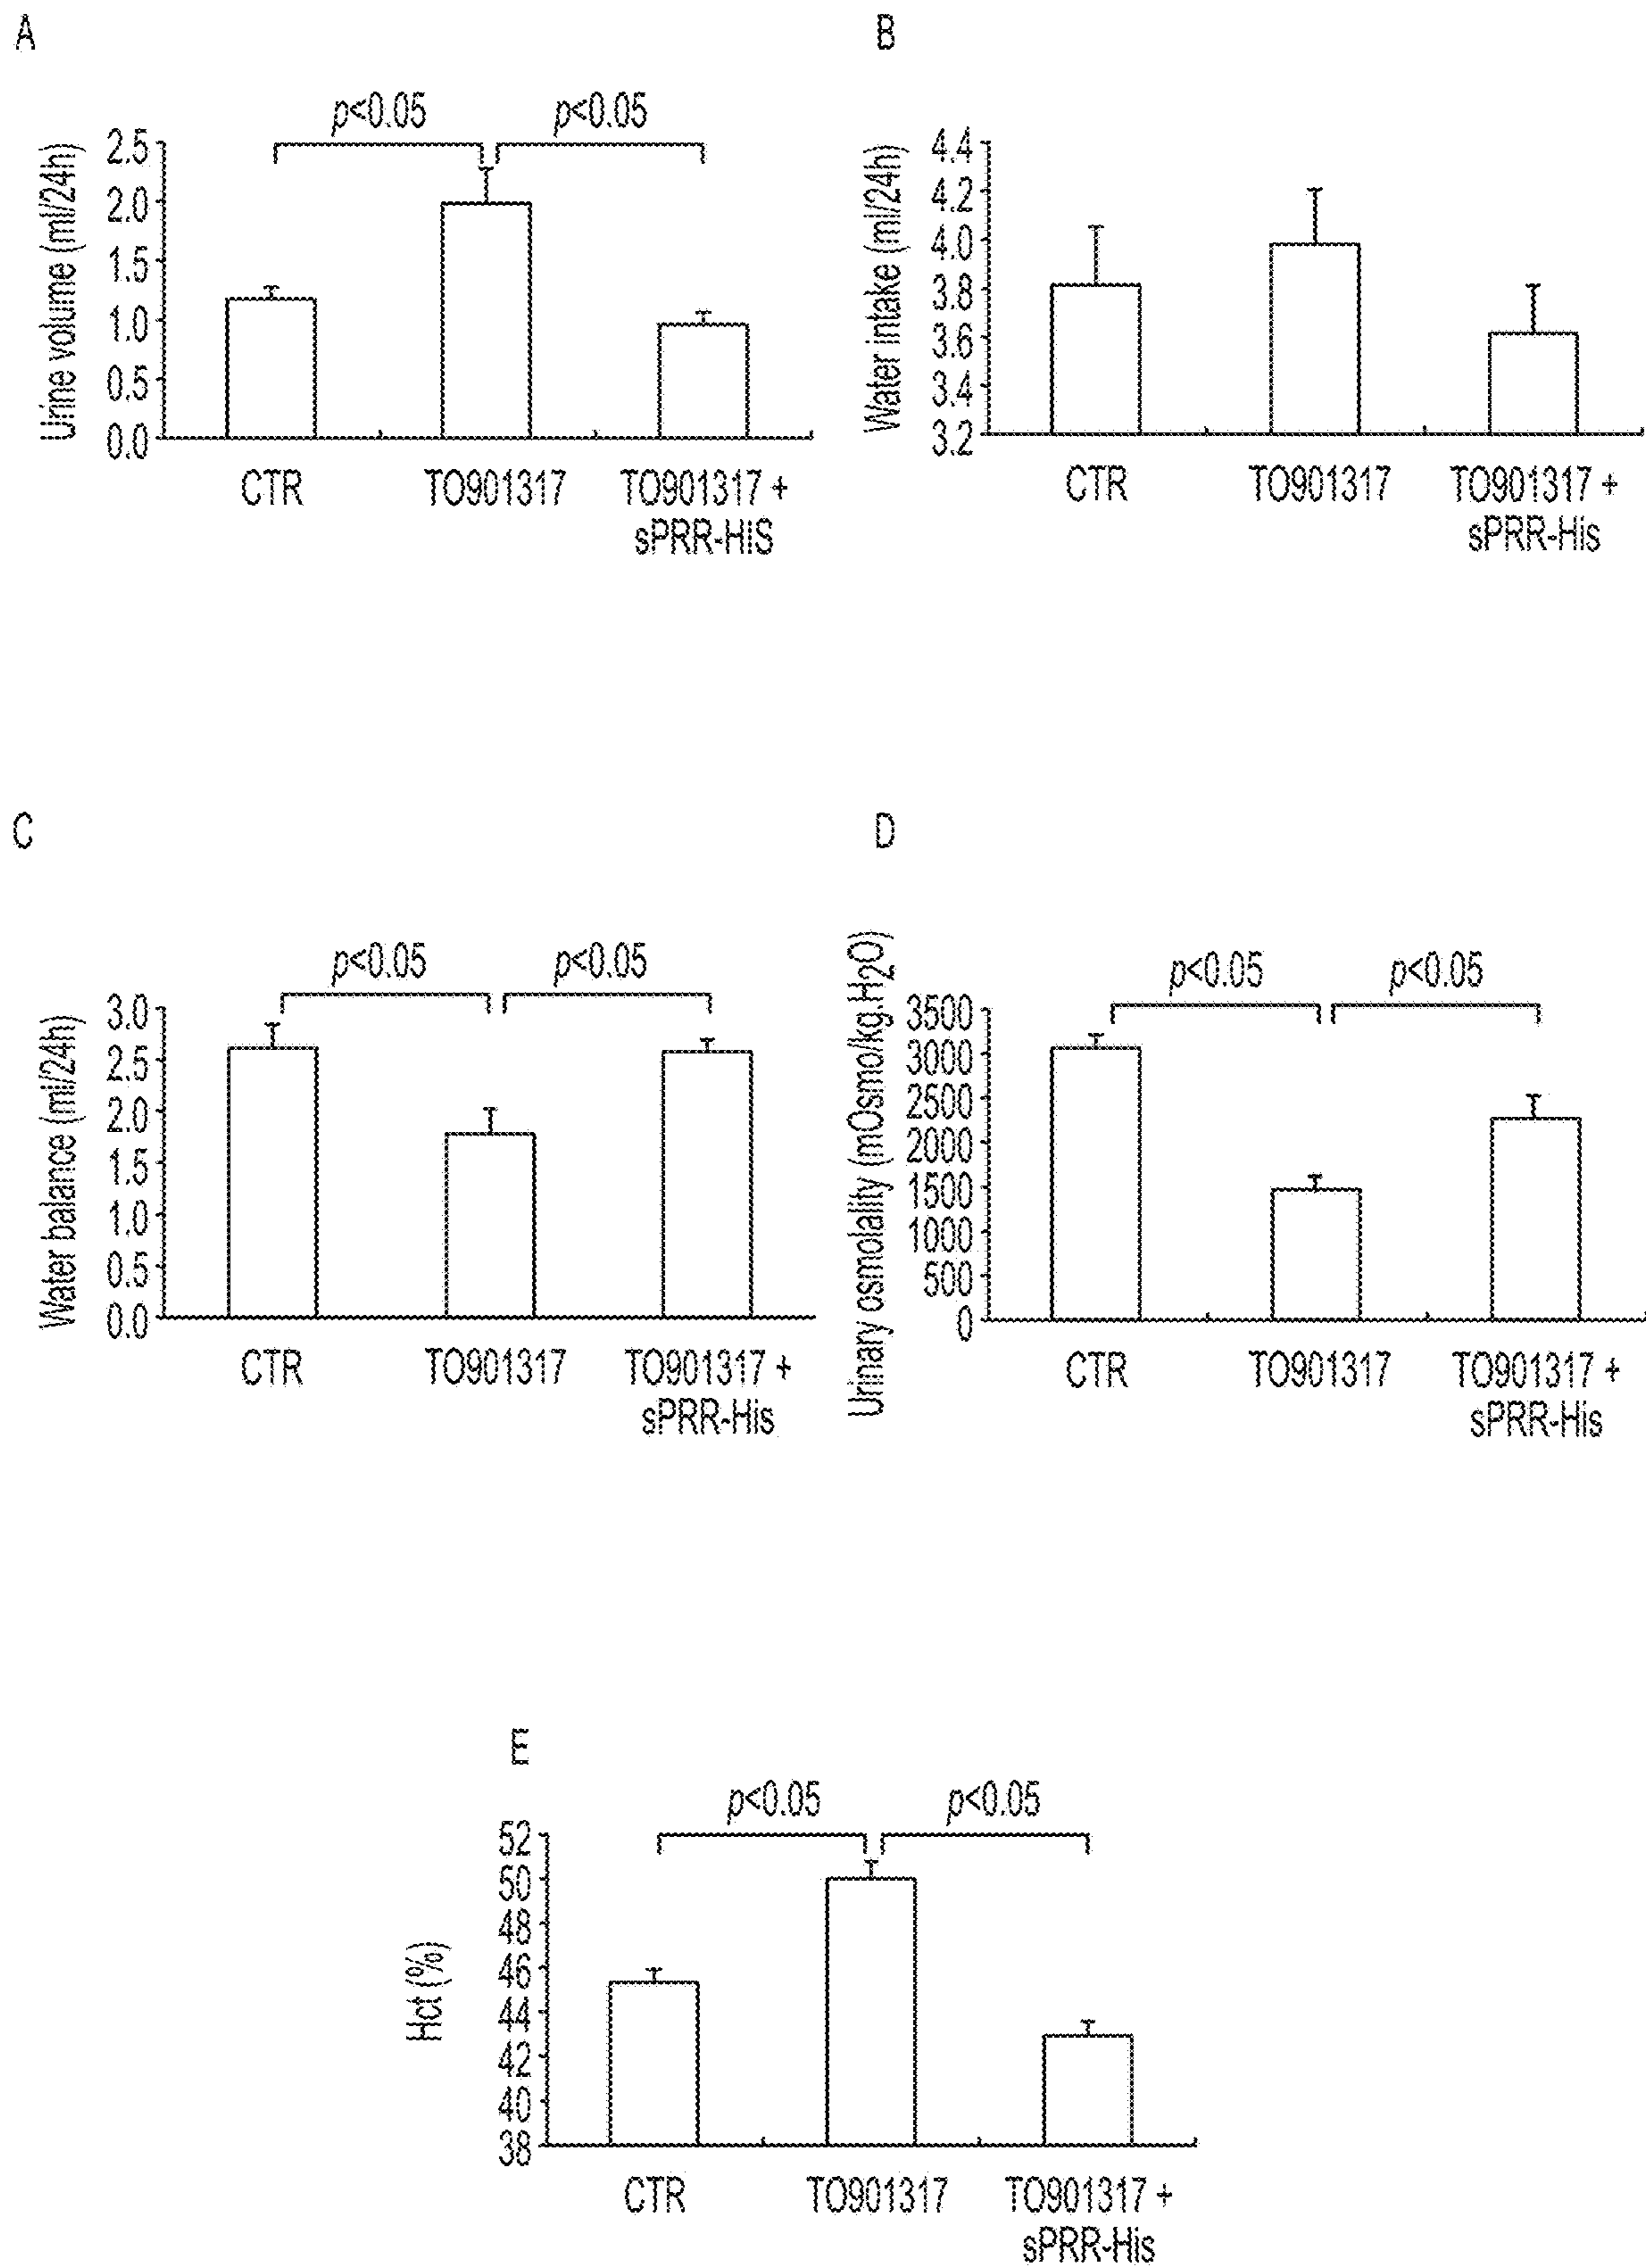 A
p<0.05 p<0.05
Urine volume (ml/24h)
2.5
2.0
1.5
1.0
0.5
0.0
CTR TO901317 TO901317 +
sPRR-HiS
B
Water intake (ml/24h)
4.4
4.2
4.0
3.8
3.6
3.4
3.2
CTR TO901317 TO901317 +
sPRR-His
C
p<0.05 p<0.05
Water balance (ml/24h)
3.0
2.5
2.0
1.5
1.0
0.5
0.0
CTR TO901317 TO901317 +
sPRR-His
D
p<0.05 p<0.05
Urinary osmolality (mOsmo/kg.H2O)
3500
3000
2500
2000
1500
1000
500
0
CTR TO901317 TO901317 +
sPRR-His
E
p<0.05 p<0.05
Hct (%)
52
50
48
46
44
42
40
38
CTR TO901317 TO901317 +
sPRR-His